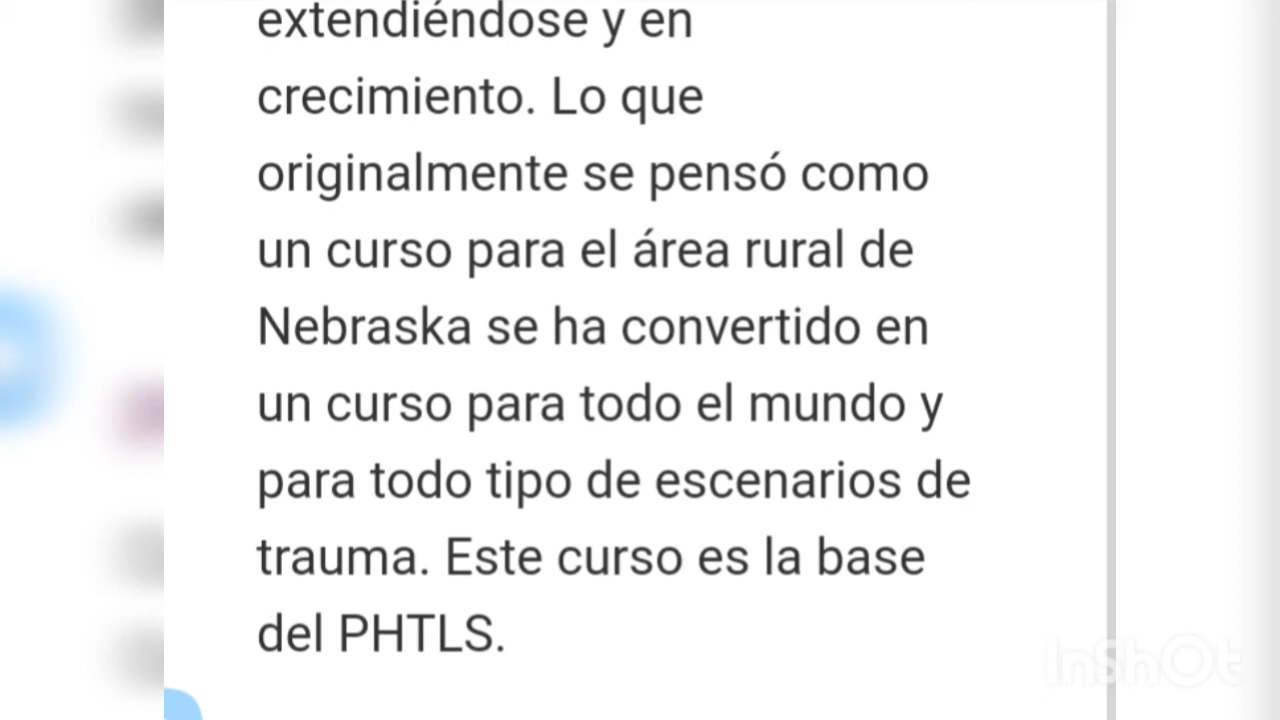 extendiéndose y en
crecimiento. Lo que
originalmente se pensó como
un curso para el área rural de
Nebraska se ha convertido en
un curso para todo el mundo y
para todo tipo de escenarios de
trauma. Este curso es la base
del PHTLS.
InShOt